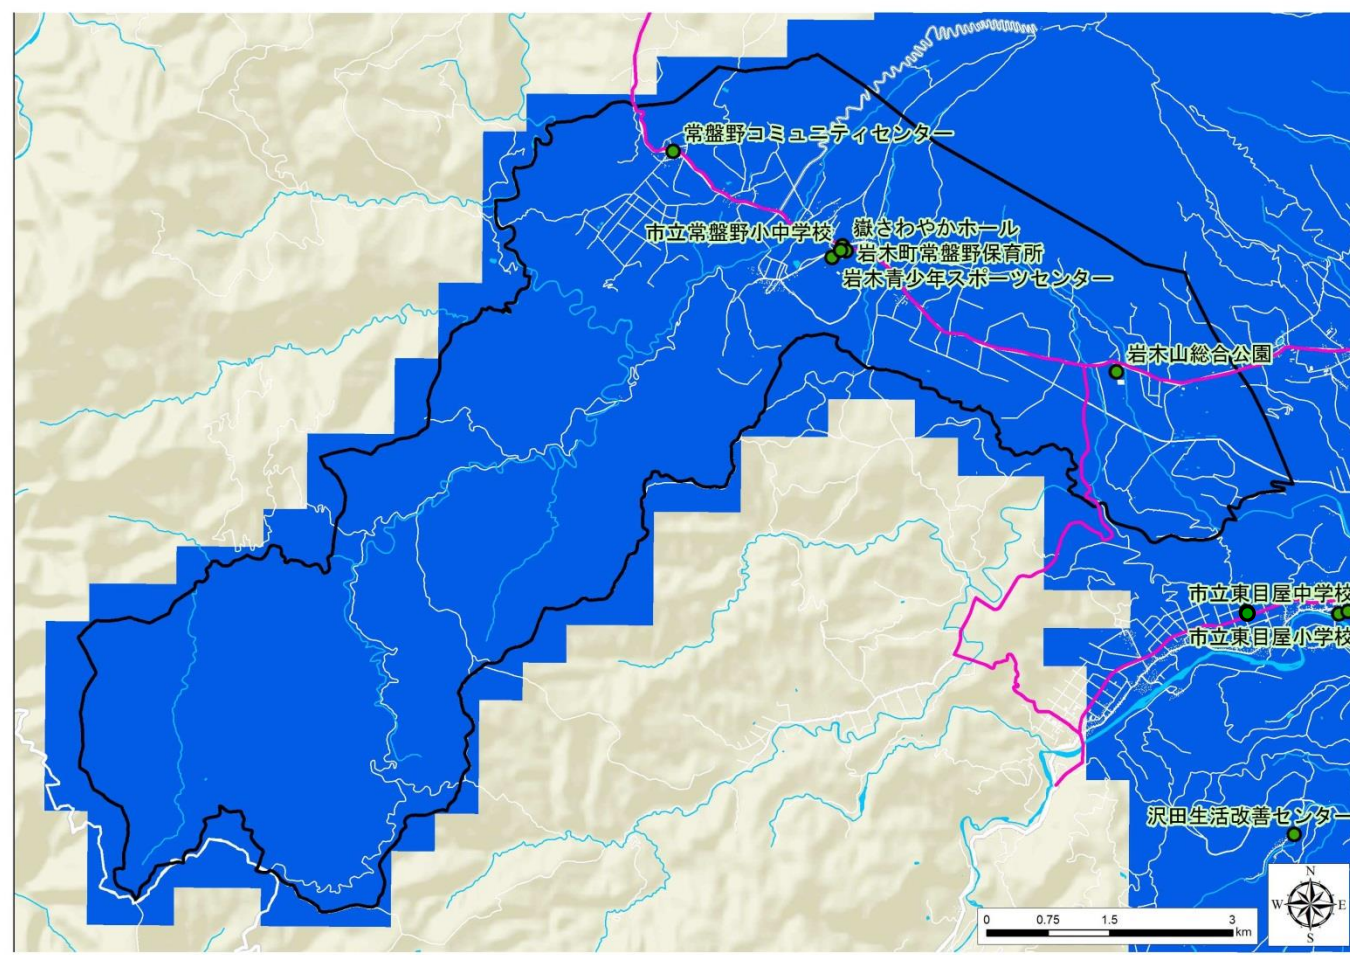 常盤野コミュニティセンター
市立常盤野小中学校
嶽さわやかホール
岩木町常盤野保育所
岩木青少年スポーツセンター
岩木山総合公園
市立東目屋中学校
市立東目屋小学校
沢田生活改善センター
N
W E
S
0 0.75 1.5 3
km